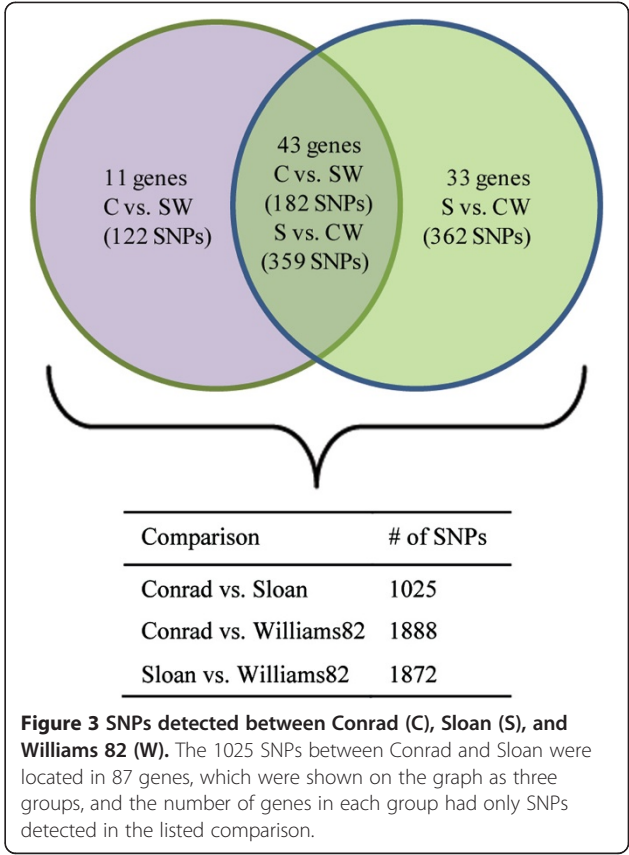 11 genes
C vs. SW
(122 SNPs)
43 genes
C vs. SW
(182 SNPs)
S vs. CW
(359 SNPs)
33 genes
S vs. CW
(362 SNPs)
Comparison # of SNPs
Conrad vs. Sloan 1025
Conrad vs. Williams82 1888
Sloan vs. Williams82 1872
Figure 3 SNPs detected between Conrad (C), Sloan (S), and
Williams 82 (W). The 1025 SNPs between Conrad and Sloan were
located in 87 genes, which were shown on the graph as three
groups, and the number of genes in each group had only SNPs
detected in the listed comparison.